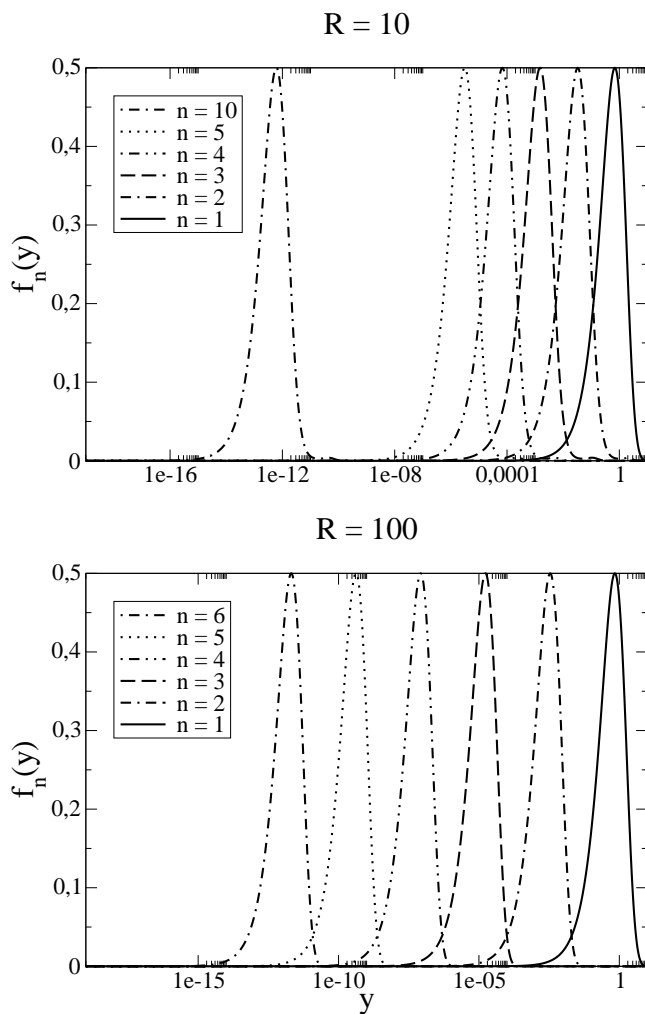 R = 10
0,5
0,4
0,3
0,2
0,1
0
f_n(y)
n = 10
n = 5
n = 4
n = 3
n = 2
n = 1
1e-16 1e-12 1e-08 0,0001 1
R = 100
0,5
0,4
0,3
0,2
0,1
0
f_n(y)
n = 6
n = 5
n = 4
n = 3
n = 2
n = 1
1e-15 1e-10 1e-05 1
y